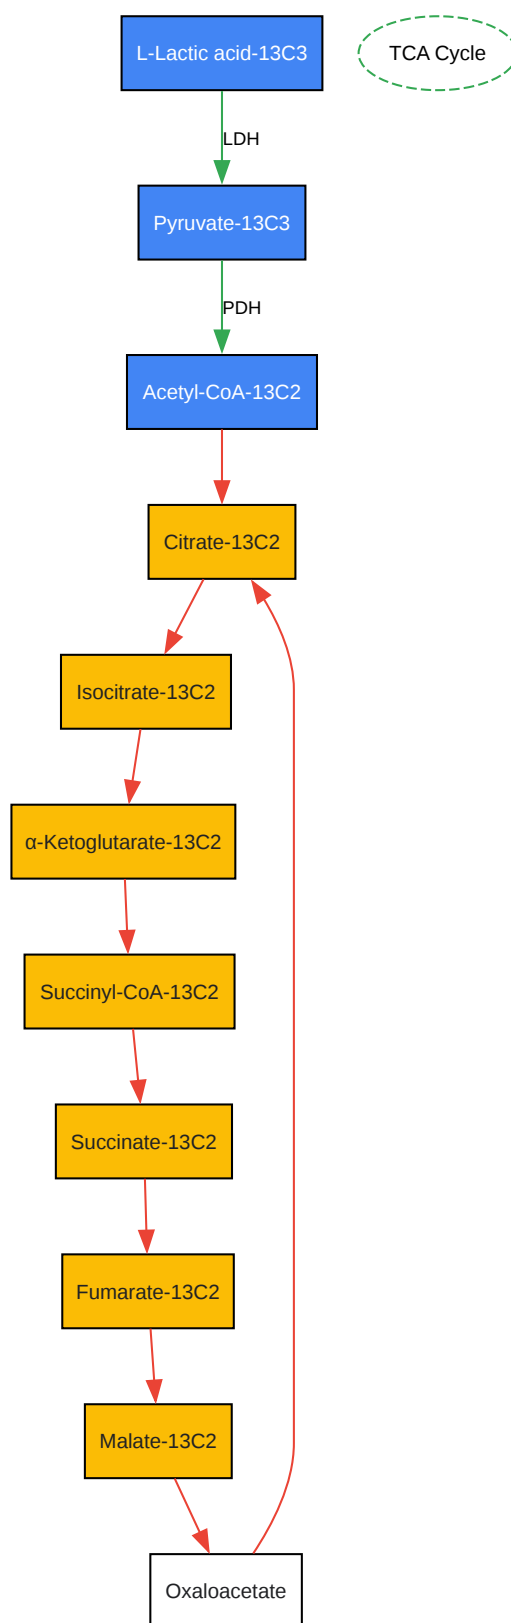 L-Lactic acid-13C3
TCA Cycle
LDH
Pyruvate-13C3
PDH
Acetyl-CoA-13C2
Citrate-13C2
Isocitrate-13C2
α-Ketoglutarate-13C2
Succinyl-CoA-13C2
Succinate-13C2
Fumarate-13C2
Malate-13C2
Oxaloacetate